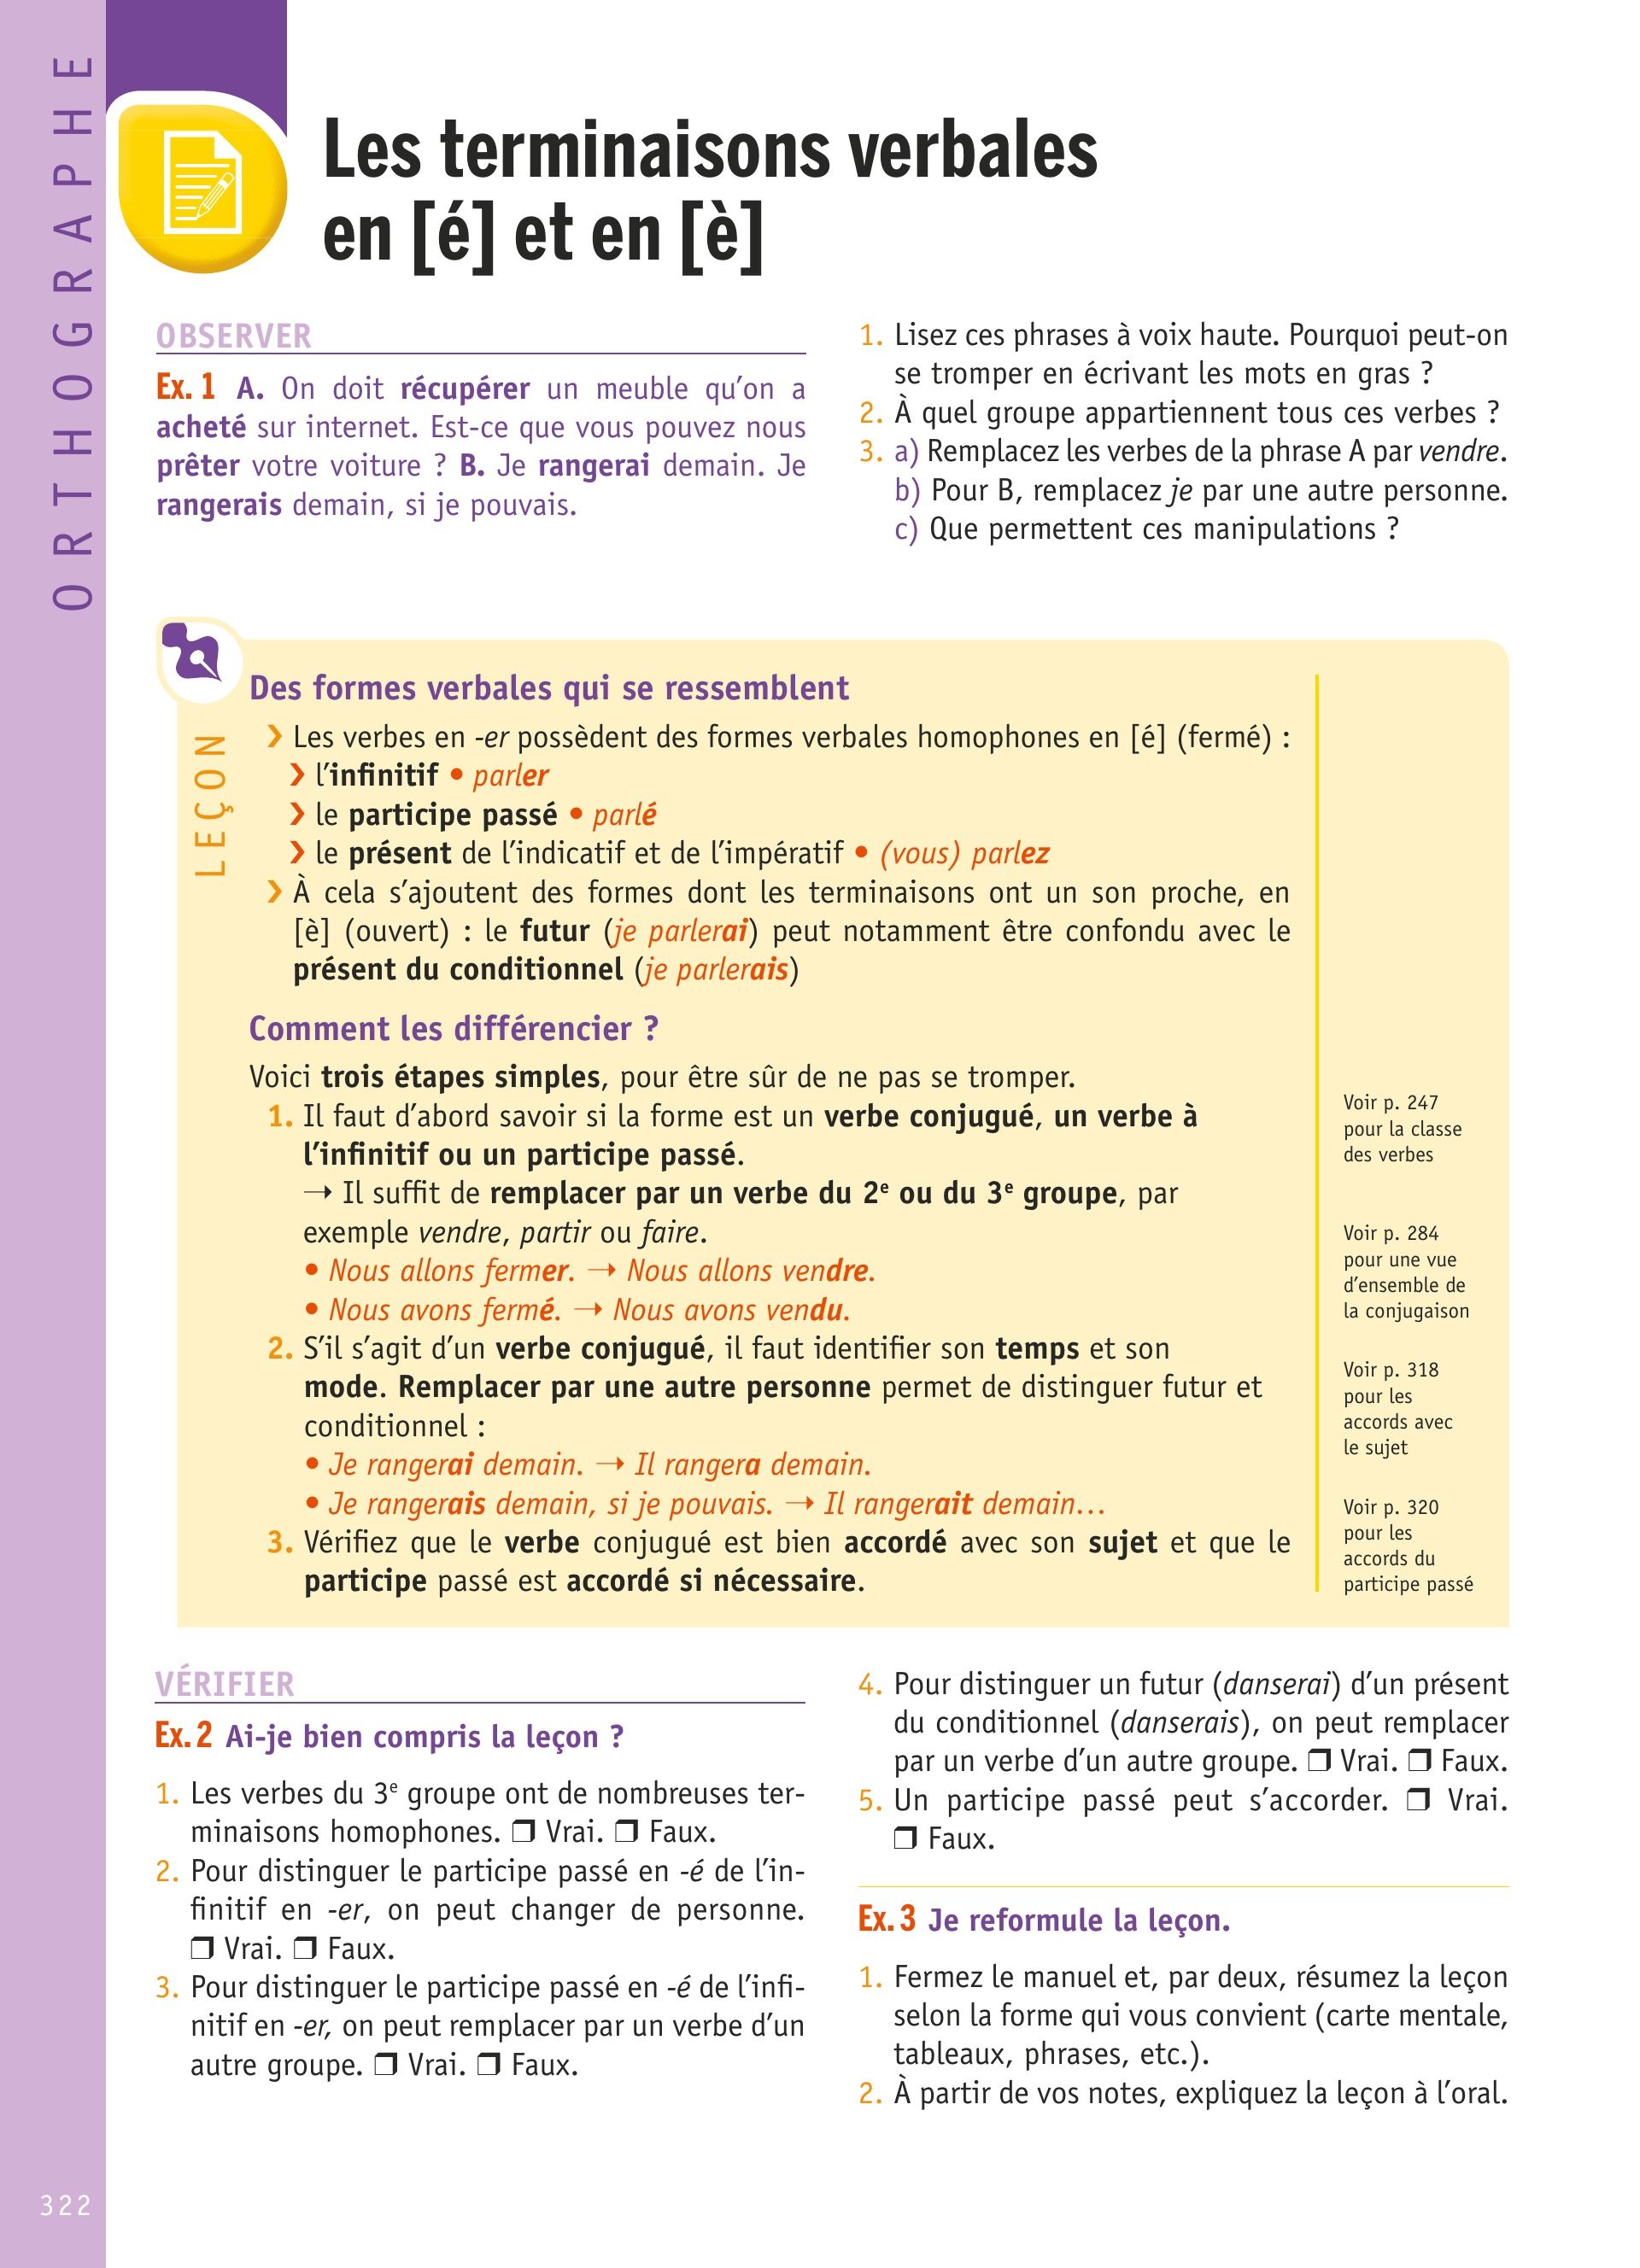 ORTHOGRAPHE
Les terminaisons verbales
en [é] et en [è]
OBSERVER
Ex. 1 A. On doit récupérer un meuble qu’on a
acheté sur internet. Est-ce que vous pouvez nous
prêter votre voiture ? B. Je rangerai demain. Je
rangerais demain, si je pouvais.
1. Lisez ces phrases à voix haute. Pourquoi peut-on
se tromper en écrivant les mots en gras ?
2. À quel groupe appartiennent tous ces verbes ?
3. a) Remplacez les verbes de la phrase A par vendre.
b) Pour B, remplacez je par une autre personne.
c) Que permettent ces manipulations ?
LEÇON
Des formes verbales qui se ressemblent
› Les verbes en -er possèdent des formes verbales homophones en [é] (fermé) :
› l’infinitif • parler
› le participe passé • parlé
› le présent de l’indicatif et de l’impératif • (vous) parlez
› À cela s’ajoutent des formes dont les terminaisons ont un son proche, en
[è] (ouvert) : le futur (je parlerai) peut notamment être confondu avec le
présent du conditionnel (je parlerais)
Comment les différencier ?
Voici trois étapes simples, pour être sûr de ne pas se tromper.
1. Il faut d’abord savoir si la forme est un verbe conjugué, un verbe à
l’infinitif ou un participe passé.
→ Il suffit de remplacer par un verbe du 2e ou du 3e groupe, par
exemple vendre, partir ou faire.
• Nous allons fermer. → Nous allons vendre.
• Nous avons fermé. → Nous avons vendu.
2. S’il s’agit d’un verbe conjugué, il faut identifier son temps et son
mode. Remplacer par une autre personne permet de distinguer futur et
conditionnel :
• Je rangerai demain. → Il rangera demain.
• Je rangerais demain, si je pouvais. → Il rangerait demain…
3. Vérifiez que le verbe conjugué est bien accordé avec son sujet et que le
participe passé est accordé si nécessaire.
Voir p. 247
pour la classe
des verbes
Voir p. 284
pour une vue
d’ensemble de
la conjugaison
Voir p. 318
pour les
accords avec
le sujet
Voir p. 320
pour les
accords du
participe passé
VÉRIFIER
Ex. 2 Ai-je bien compris la leçon ?
1. Les verbes du 3e groupe ont de nombreuses ter-
minaisons homophones. ❒ Vrai. ❒ Faux.
2. Pour distinguer le participe passé en -é de l’in-
finitif en -er, on peut changer de personne.
❒ Vrai. ❒ Faux.
3. Pour distinguer le participe passé en -é de l’infi-
nitif en -er, on peut remplacer par un verbe d’un
autre groupe. ❒ Vrai. ❒ Faux.
4. Pour distinguer un futur (danserai) d’un présent
du conditionnel (danserais), on peut remplacer
par un verbe d’un autre groupe. ❒ Vrai. ❒ Faux.
5. Un participe passé peut s’accorder. ❒ Vrai.
❒ Faux.
Ex. 3 Je reformule la leçon.
1. Fermez le manuel et, par deux, résumez la leçon
selon la forme qui vous convient (carte mentale,
tableaux, phrases, etc.).
2. À partir de vos notes, expliquez la leçon à l’oral.
322